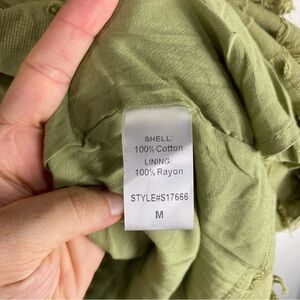 SHELL:
100% Cotton
LINING:
100% Rayon
STYLE#S17666
M